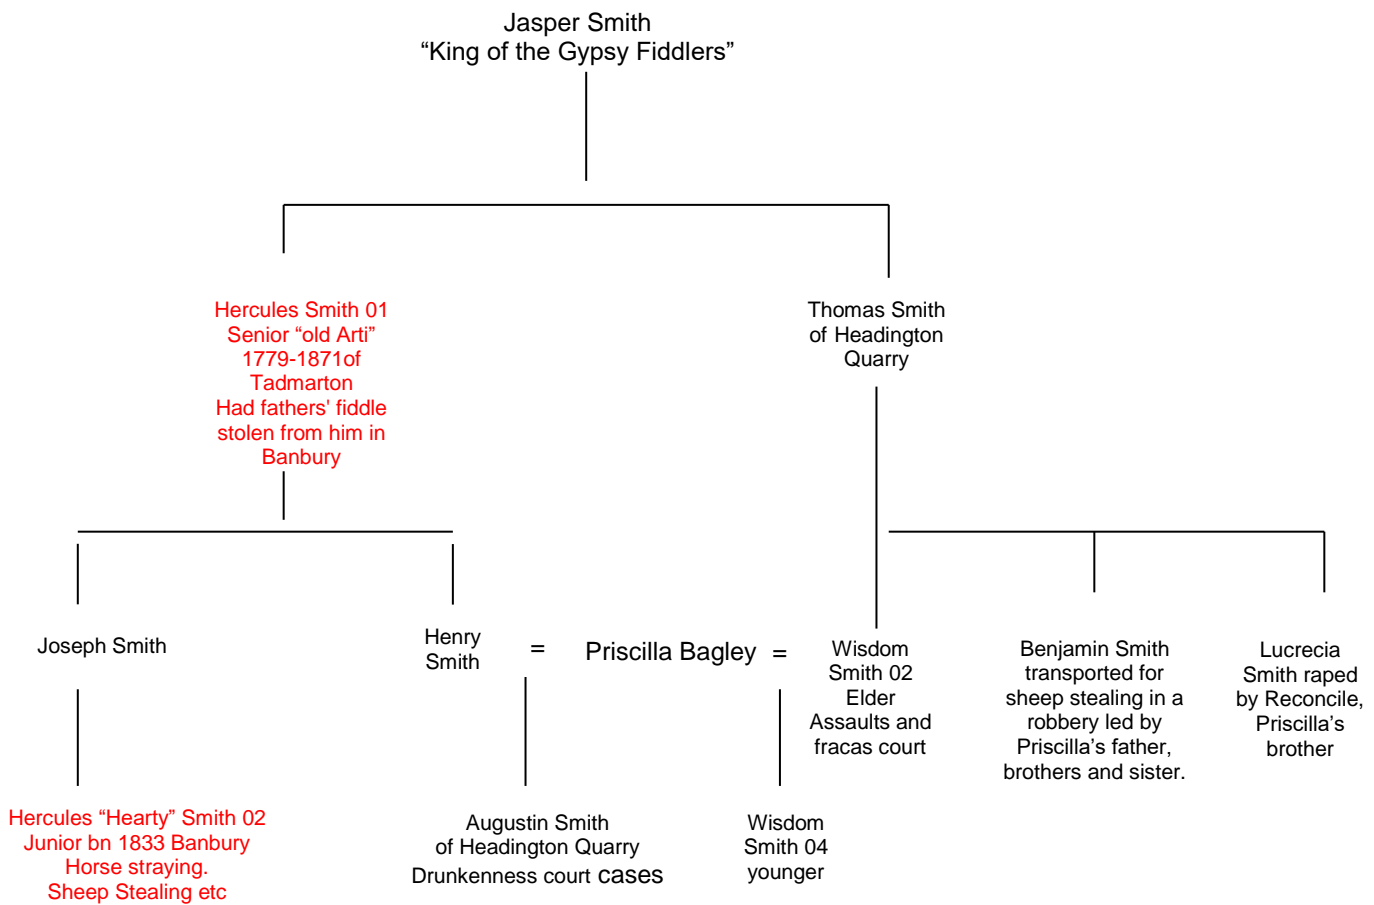 Jasper Smith
“King of the Gypsy Fiddlers”
Hercules Smith 01
Senior “old Arti”
1779-1871of
Tadmarton
Had fathers' fiddle
stolen from him in
Banbury
Thomas Smith
of Headington
Quarry
Joseph Smith
Henry
Smith
=
Priscilla Bagley
=
Wisdom
Smith 02
Elder
Assaults and
fracas court
Benjamin Smith
transported for
sheep stealing in a
robbery led by
Priscilla’s father,
brothers and sister.
Lucrecia
Smith raped
by Reconcile,
Priscilla’s
brother
Hercules “Hearty” Smith 02
Junior bn 1833 Banbury
Horse straying.
Sheep Stealing etc
Augustin Smith
of Headington Quarry
Drunkenness court cases
Wisdom
Smith 04
younger